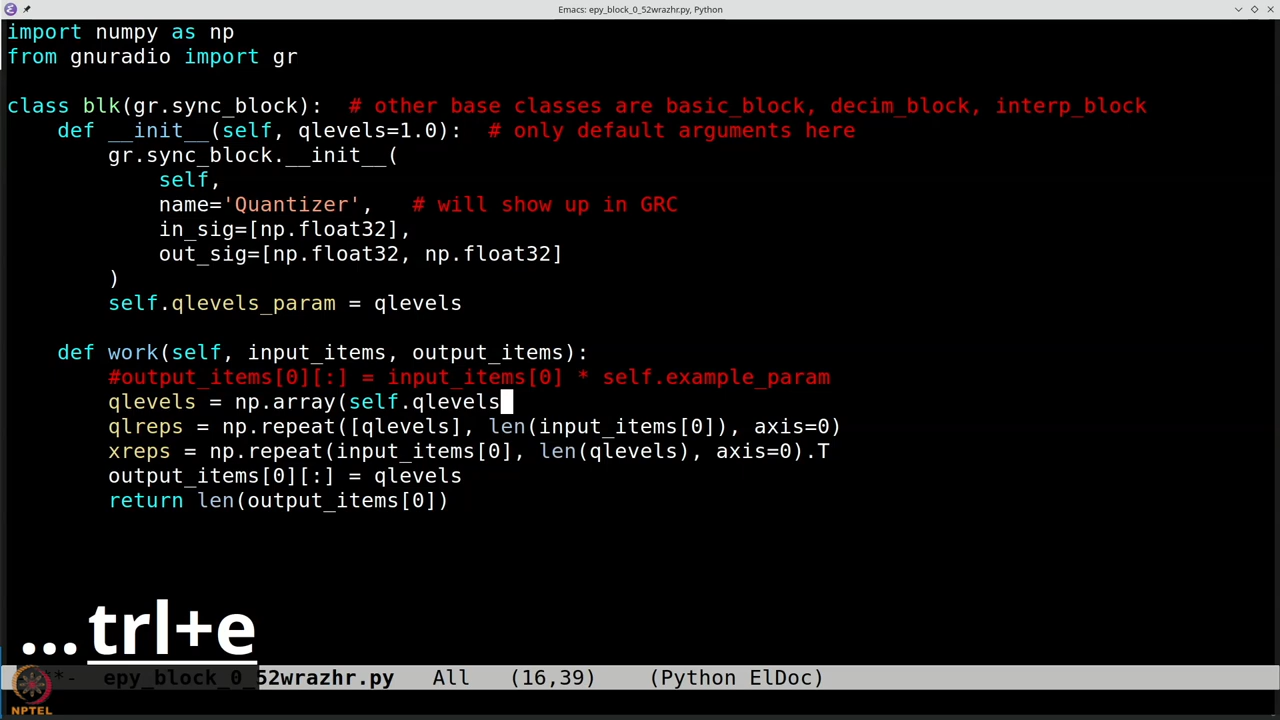 Emacs: epy_block_0_52wrazhr.py, Python
import numpy as np
from gnuradio import gr
class blk(gr.sync_block):  # other base classes are basic_block, decim_block, interp_block
    def __init__(self, qlevels=1.0):  # only default arguments here
        gr.sync_block.__init__(
            self,
            name='Quantizer',   # will show up in GRC
            in_sig=[np.float32],
            out_sig=[np.float32, np.float32]
        )
        self.qlevels_param = qlevels
    def work(self, input_items, output_items):
        #output_items[0][:] = input_items[0] * self.example_param
        qlevels = np.array(self.qlevels
        qlreps = np.repeat([qlevels], len(input_items[0]), axis=0)
        xreps = np.repeat(input_items[0], len(qlevels), axis=0).T
        output_items[0][:] = qlevels
        return len(output_items[0])
...trl+e
*- epy_block_0_52wrazhr.py   All   (16,39)    (Python ElDoc)
NPTEL